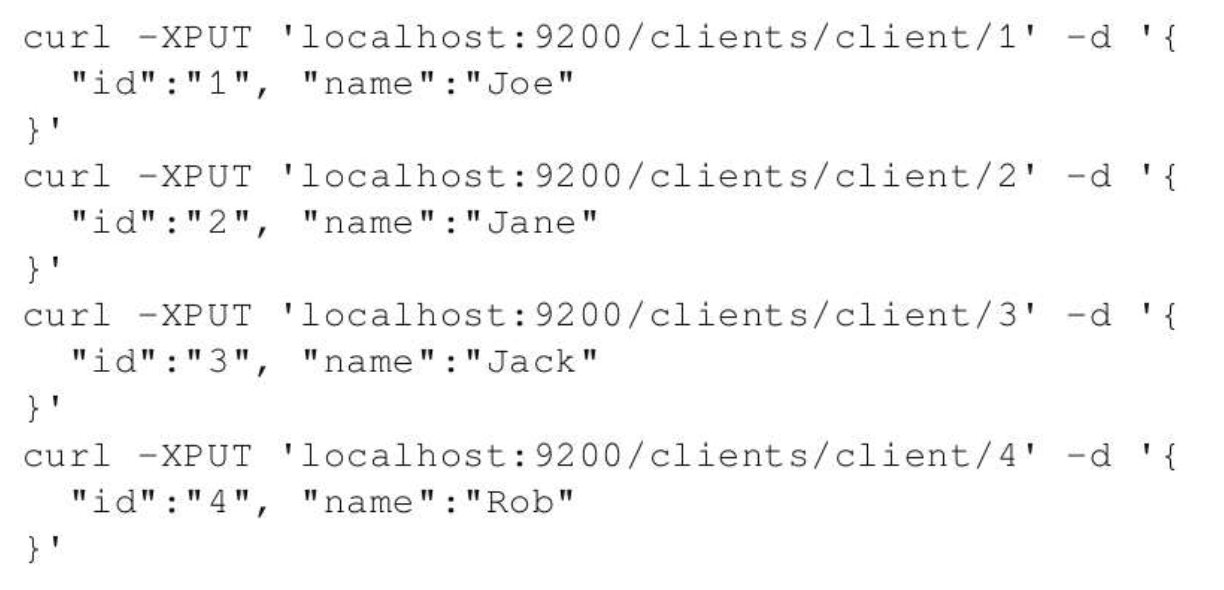 curl -XPUT 'localhost:9200/clients/client/1' -d '{
  "id":"1", "name":"Joe"
}'
curl -XPUT 'localhost:9200/clients/client/2' -d '{
  "id":"2", "name":"Jane"
}'
curl -XPUT 'localhost:9200/clients/client/3' -d '{
  "id":"3", "name":"Jack"
}'
curl -XPUT 'localhost:9200/clients/client/4' -d '{
  "id":"4", "name":"Rob"
}'